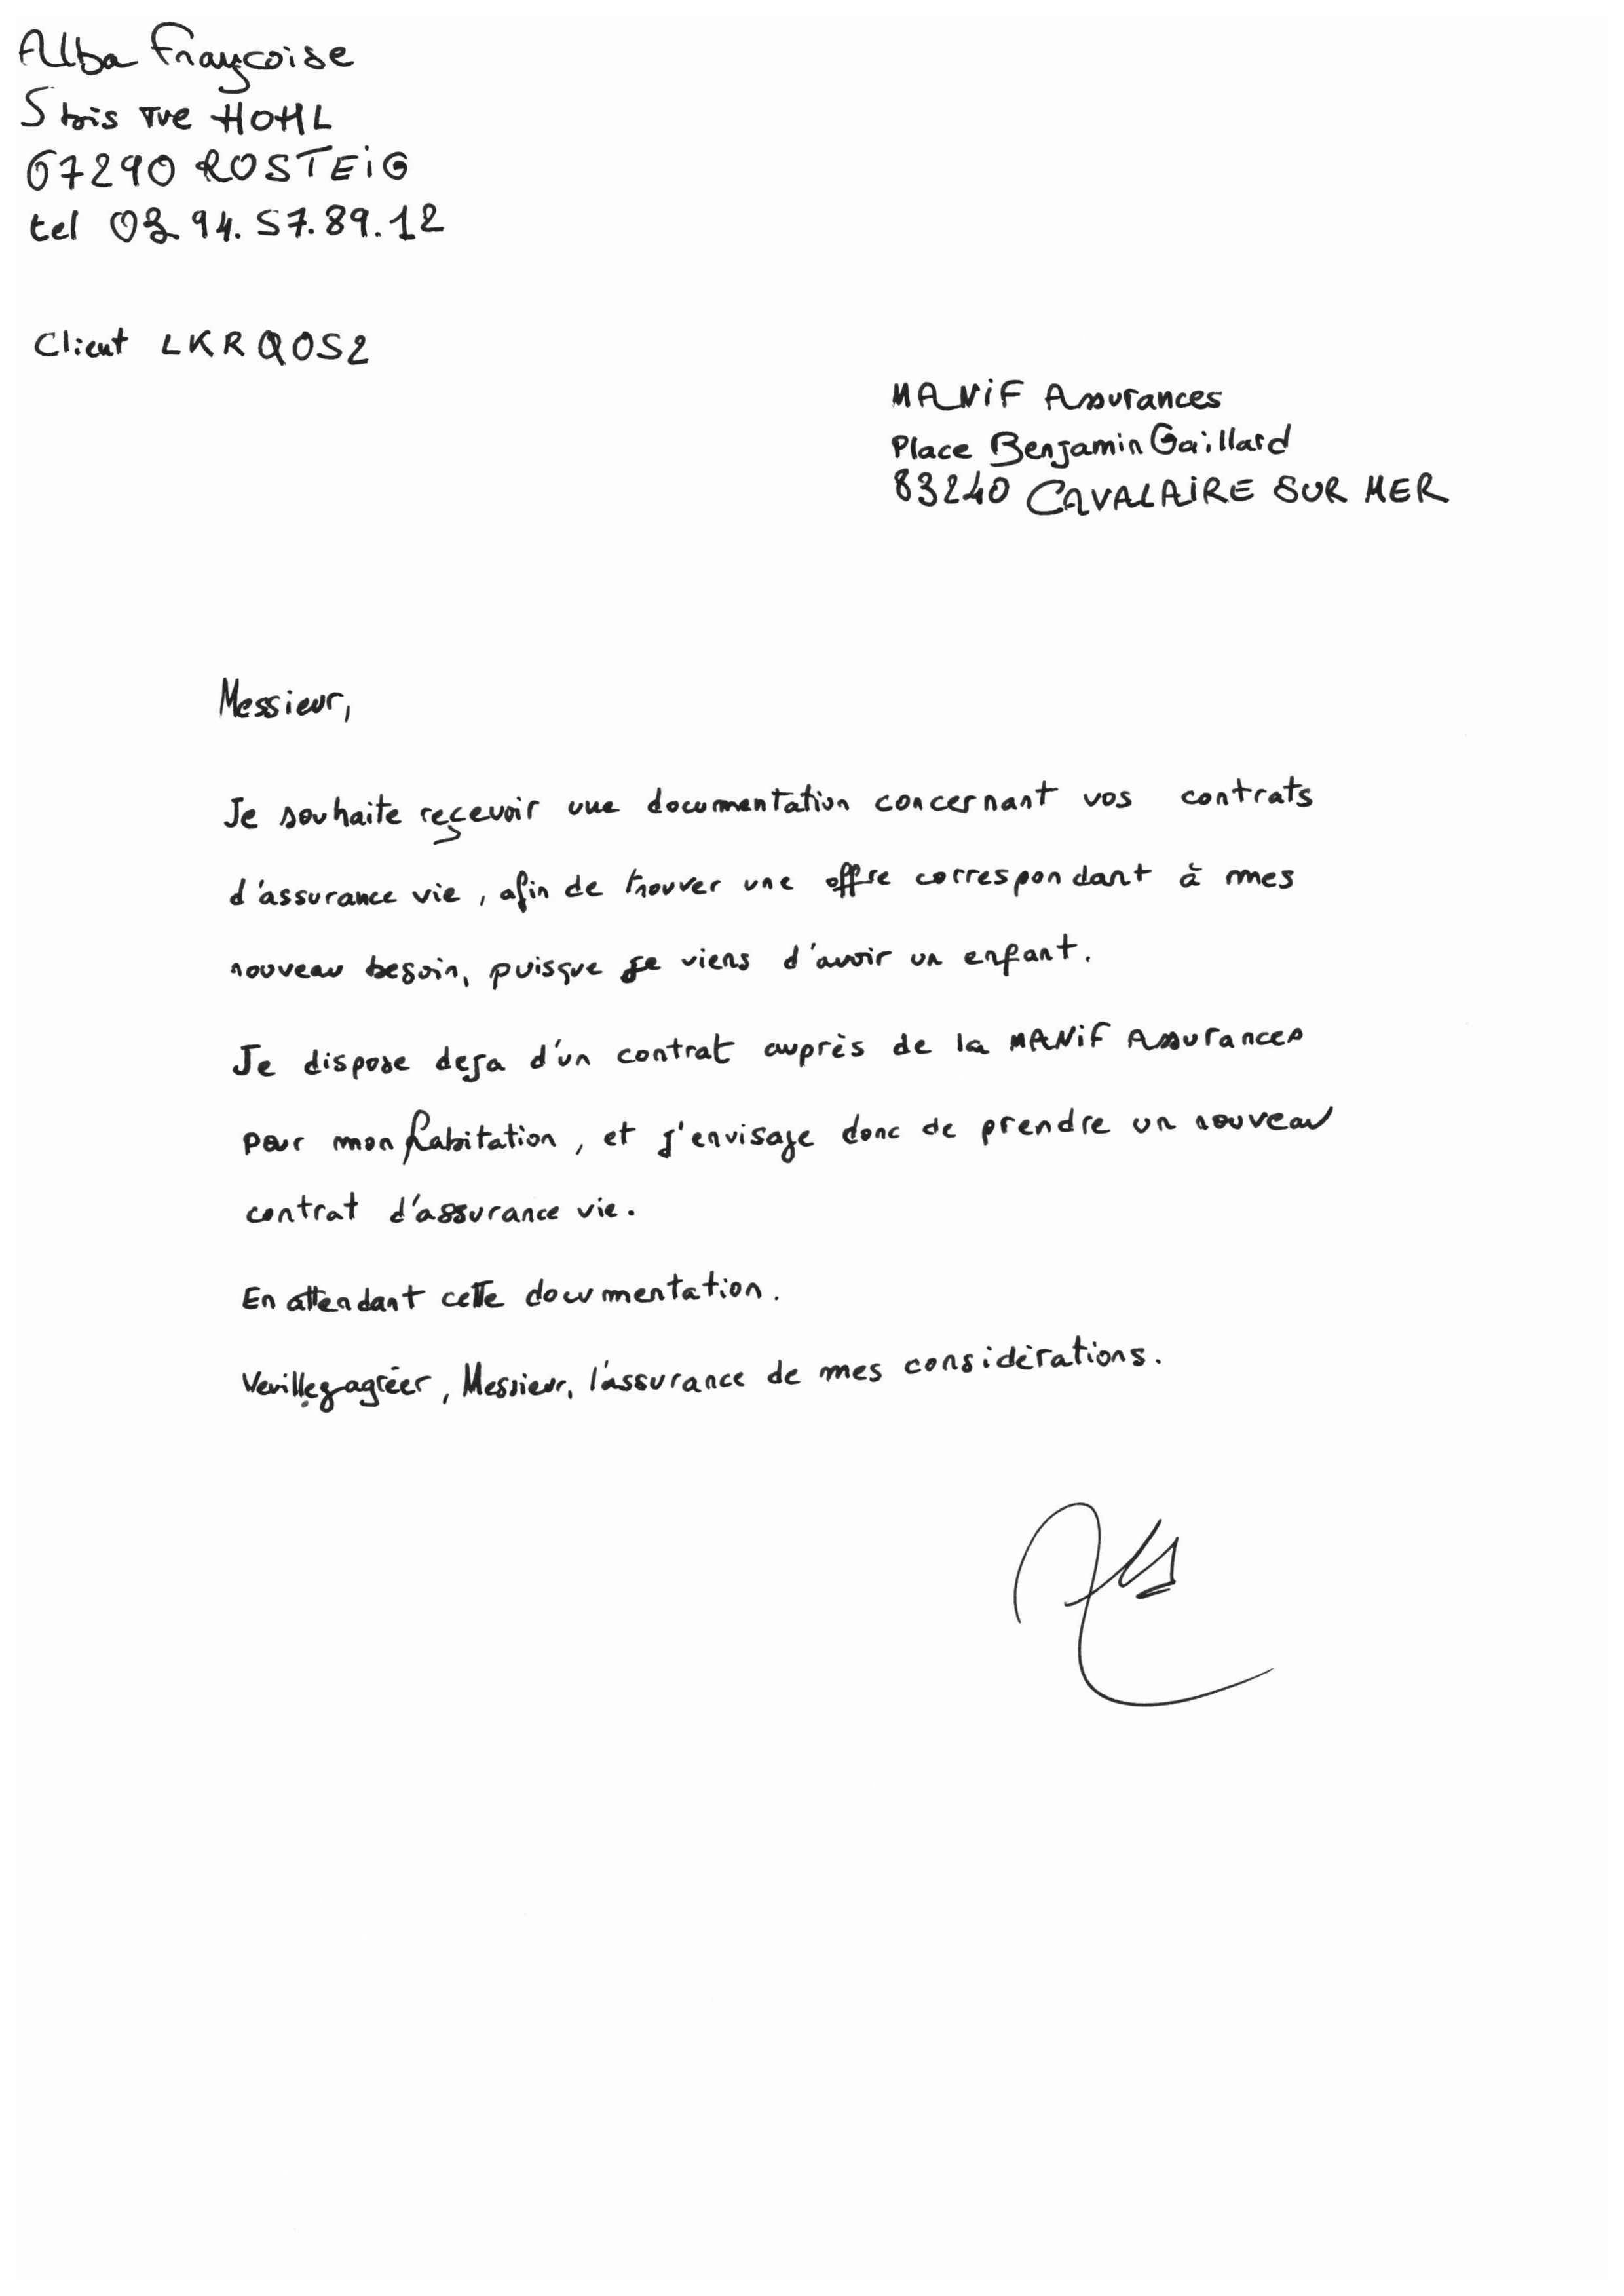 Alba Françoise
5 bis rue HOHL
67290 ROSTEIG
tel 03 94.57.89.12
Client LKRQOS2
MANiF Assurances
Place Benjamin Gaillard
83240 CAVALAIRE SUR MER
Messieur,
Je souhaite reçevoir une documentation concernant vos contrats
d'assurance vie, afin de trouver une offre correspondant à mes
nouveau besoin, puisque je viens d'avoir un enfant.
Je dispose deja d'un contrat auprès de la MANiF Assurances
pour mon habitation, et j'envisage donc de prendre un nouveau
contrat d'assurance vie.
En attendant cette documentation.
Veuillez agréer, Messieur, l'assurance de mes considérations.